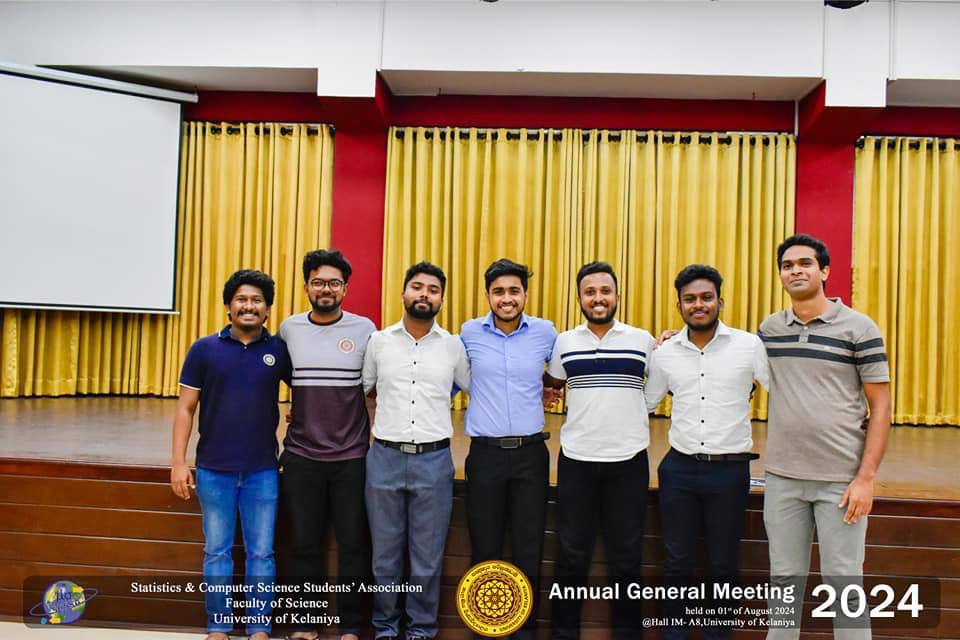 Statistics & Computer Science Students' Association
Faculty of Science
University of Kelaniya
Annual General Meeting
held on 01st of August 2024
@Hall IM- A8,University of Kelaniya
2024